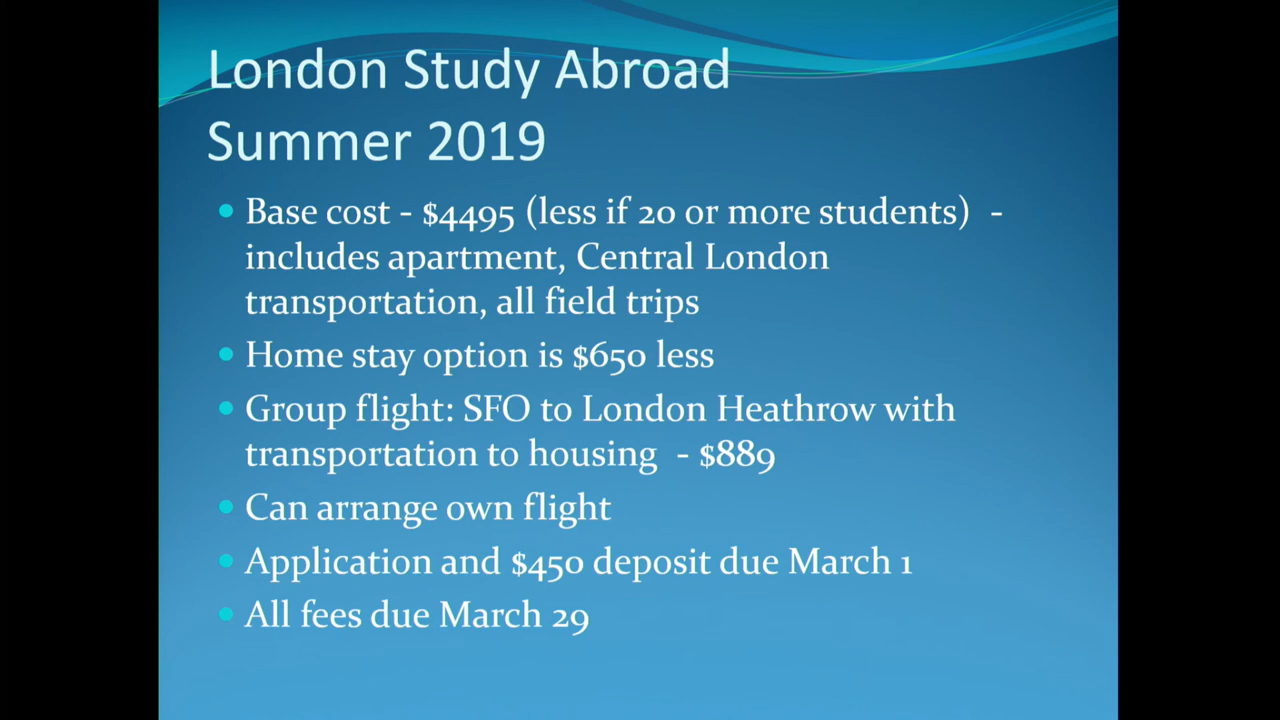 London Study Abroad
Summer 2019
Base cost - $4495 (less if 20 or more students) -
includes apartment, Central London
transportation, all field trips
Home stay option is $650 less
Group flight: SFO to London Heathrow with
transportation to housing - $889
Can arrange own flight
Application and $450 deposit due March 1
All fees due March 29